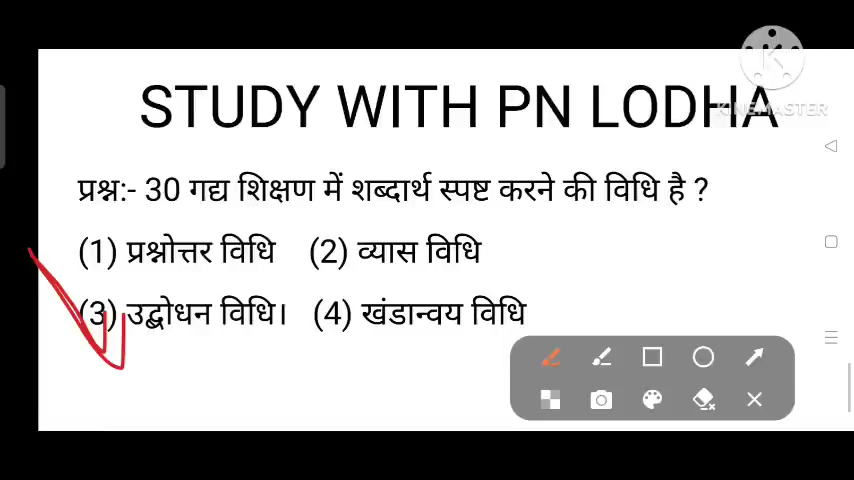 STUDY WITH PN LODHA
KINEMASTER
प्रश्न:- 30 गद्य शिक्षण में शब्दार्थ स्पष्ट करने की विधि है ?
(1) प्रश्नोत्तर विधि (2) व्यास विधि
(3) उद्बोधन विधि। (4) खंडान्वय विधि